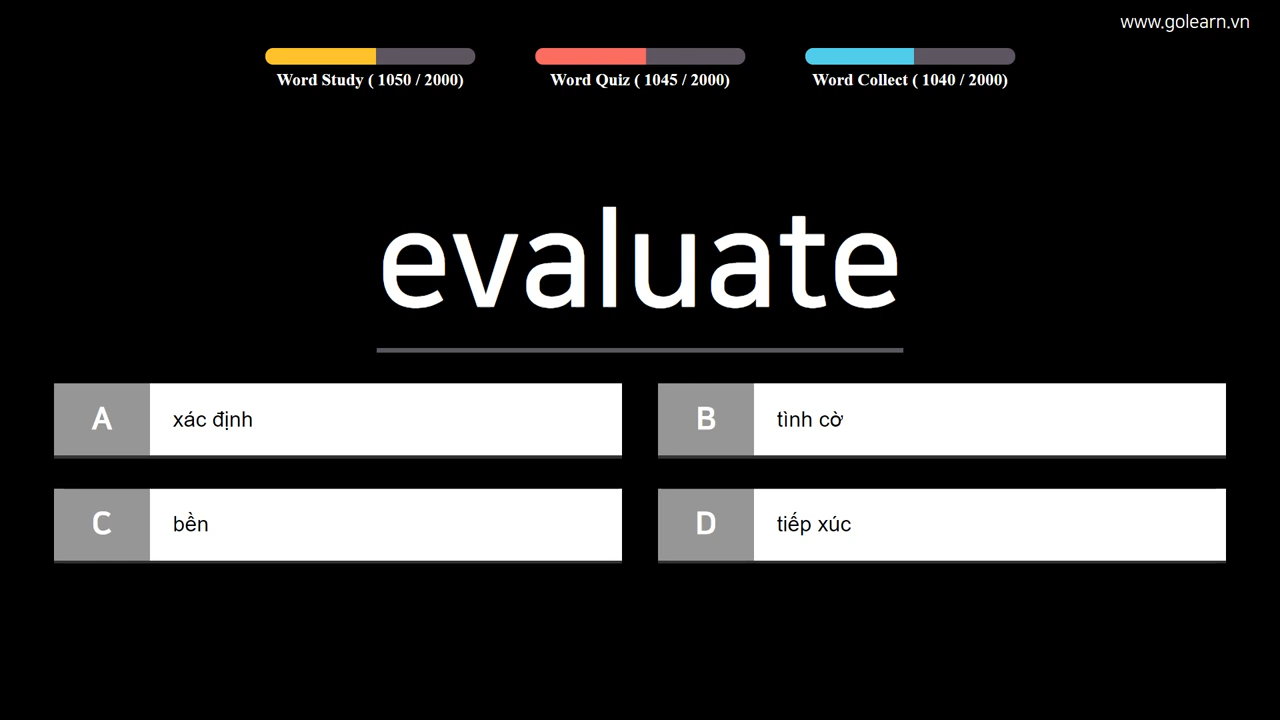 www.golearn.vn
Word Study ( 1050 / 2000)
Word Quiz ( 1045 / 2000)
Word Collect ( 1040 / 2000)
evaluate
A xác định
B tình cờ
C bền
D tiếp xúc